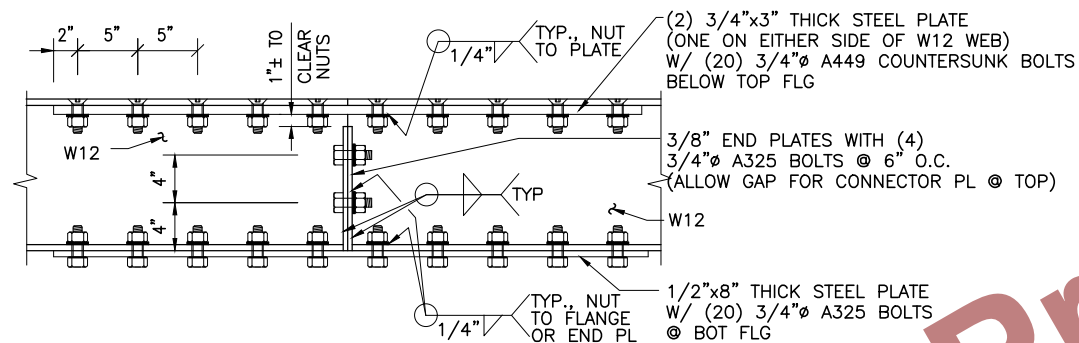 2" 5" 5"
1"± TO
CLEAR
NUTS
TYP., NUT
1/4" TO PLATE
(2) 3/4"x3" THICK STEEL PLATE
(ONE ON EITHER SIDE OF W12 WEB)
W/ (20) 3/4"ø A449 COUNTERSUNK BOLTS
BELOW TOP FLG
W12
3/8" END PLATES WITH (4)
3/4"ø A325 BOLTS @ 6" O.C.
(ALLOW GAP FOR CONNECTOR PL @ TOP)
4"
4"
TYP
W12
TYP., NUT
TO FLANGE
1/4" OR END PL
1/2"x8" THICK STEEL PLATE
W/ (20) 3/4"ø A325 BOLTS
@ BOT FLG